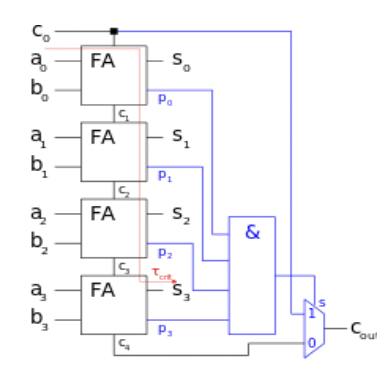 c₀
a₀ FA s₀
b₀ p₀
c₁
a₁ FA s₁
b₁ p₁
c₂
a₂ FA s₂
b₂ p₂
&
c₃ τcrit
a₃ FA s₃
b₃ p₃
s
1
0
c₄
cout